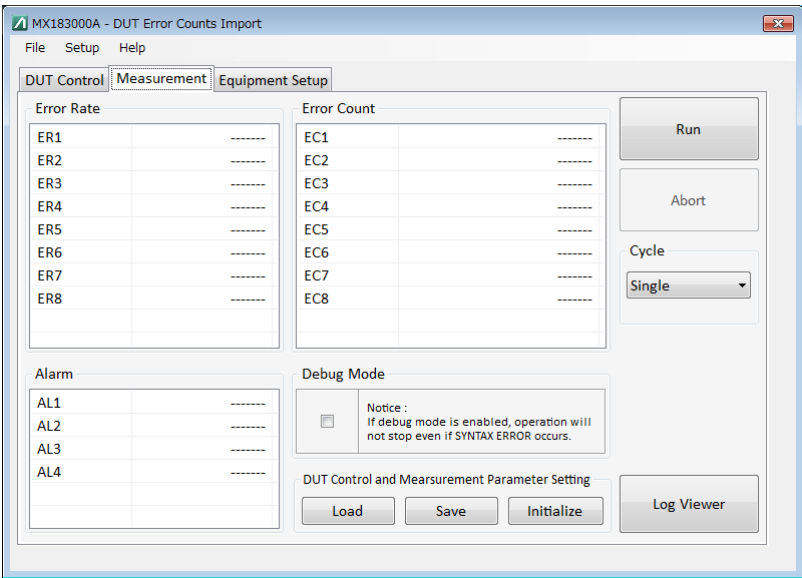 MX183000A - DUT Error Counts Import
File Setup Help
DUT Control Measurement Equipment Setup
Error Rate
ER1 -------
ER2 -------
ER3 -------
ER4 -------
ER5 -------
ER6 -------
ER7 -------
ER8 -------
Error Count
EC1 -------
EC2 -------
EC3 -------
EC4 -------
EC5 -------
EC6 -------
EC7 -------
EC8 -------
Run
Abort
Cycle
Single
Alarm
AL1 -------
AL2 -------
AL3 -------
AL4 -------
Debug Mode
Notice :
If debug mode is enabled, operation will
not stop even if SYNTAX ERROR occurs.
DUT Control and Mearsurement Parameter Setting
Load Save Initialize
Log Viewer